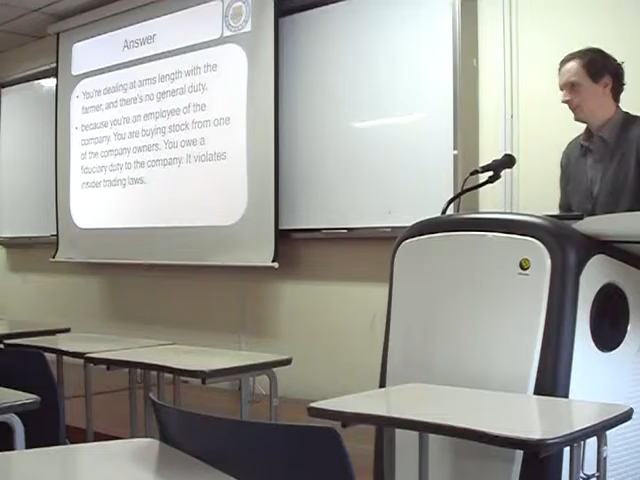 Answer
• You're dealing at arms length with the
farmer, and there's no general duty.
• because you're an employee of the
company. You are buying stock from one
of the company owners. You owe a
fiduciary duty to the company. It violates
insider trading laws.